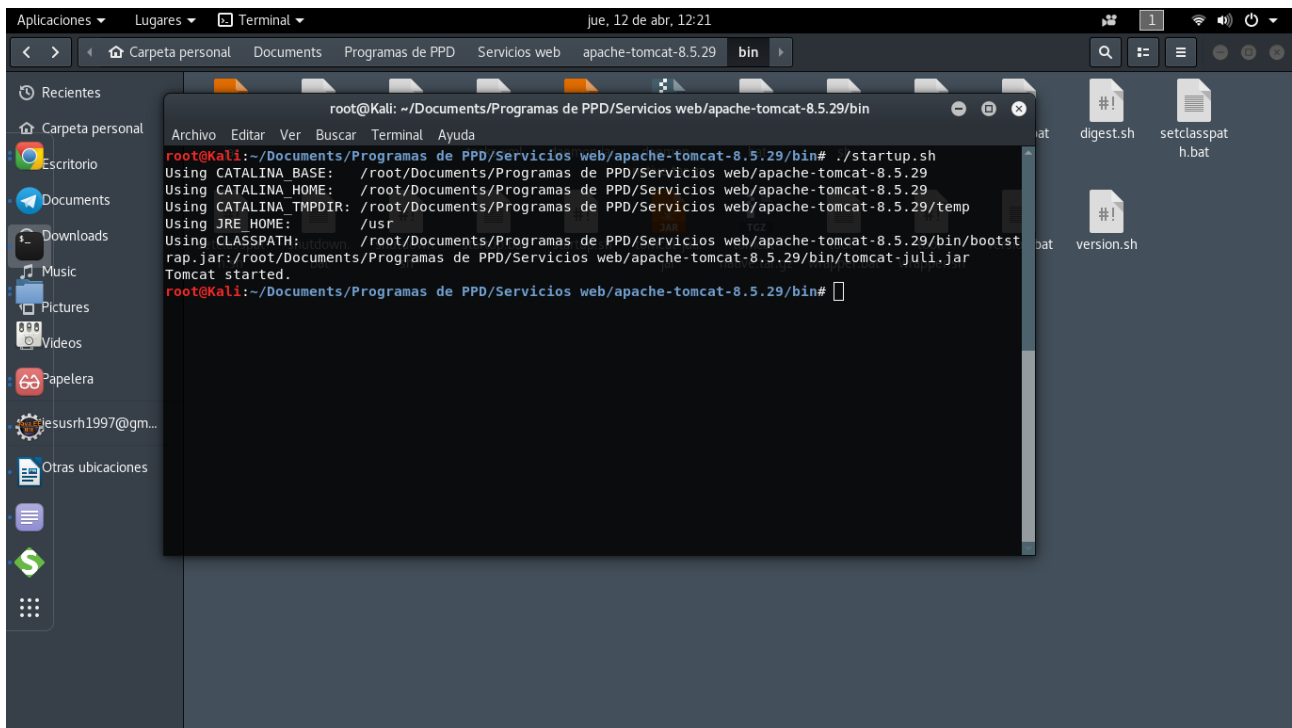 Aplicaciones Lugares Terminal jue, 12 de abr, 12:21 1
Carpeta personal Documents Programas de PPD Servicios web apache-tomcat-8.5.29 bin
Recientes
Carpeta personal
Escritorio
Documents
Downloads
Music
Pictures
Videos
Papelera
jesusrh1997@gm...
Otras ubicaciones
root@Kali: ~/Documents/Programas de PPD/Servicios web/apache-tomcat-8.5.29/bin
Archivo Editar Ver Buscar Terminal Ayuda
root@Kali:~/Documents/Programas de PPD/Servicios web/apache-tomcat-8.5.29/bin# ./startup.sh
Using CATALINA_BASE: /root/Documents/Programas de PPD/Servicios web/apache-tomcat-8.5.29
Using CATALINA_HOME: /root/Documents/Programas de PPD/Servicios web/apache-tomcat-8.5.29
Using CATALINA_TMPDIR: /root/Documents/Programas de PPD/Servicios web/apache-tomcat-8.5.29/temp
Using JRE_HOME: /usr
Using CLASSPATH: /root/Documents/Programas de PPD/Servicios web/apache-tomcat-8.5.29/bin/bootst
rap.jar:/root/Documents/Programas de PPD/Servicios web/apache-tomcat-8.5.29/bin/tomcat-juli.jar
Tomcat started.
root@Kali:~/Documents/Programas de PPD/Servicios web/apache-tomcat-8.5.29/bin#
#!
digest.sh
setclasspat
h.bat
#!
version.sh